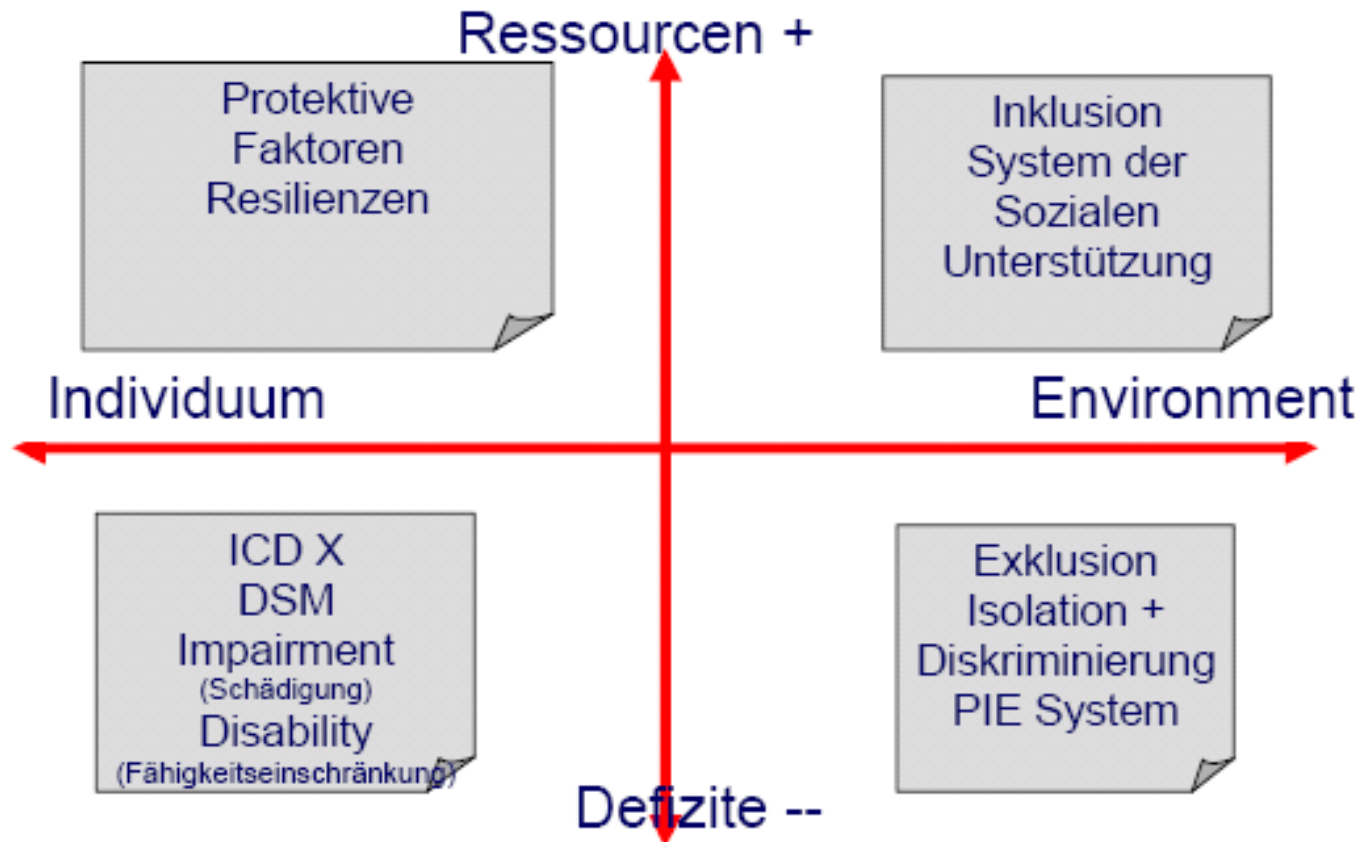 Ressourcen +
Protektive
Faktoren
Resilienzen
Inklusion
System der
Sozialen
Unterstützung
Individuum
Environment
ICD X
DSM
Impairment
(Schädigung)
Disability
(Fähigkeitseinschränkung)
Exklusion
Isolation +
Diskriminierung
PIE System
Defizite --